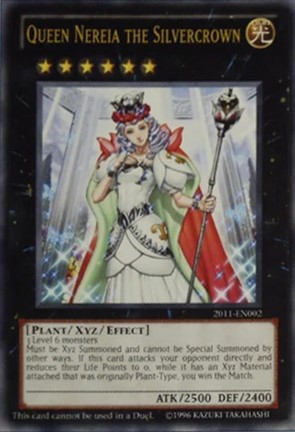 QUEEN NEREIA THE SILVERCROWN
光
2011-EN002
[PLANT/XYZ/EFFECT]
3 Level 6 monsters
Must be Xyz Summoned and cannot be Special Summoned by
other ways. If this card attacks your opponent directly and
reduces their Life Points to 0, while it has an Xyz Material
attached that was originally Plant-Type, you win the Match.
ATK/2500 DEF/2400
This card cannot be used in a Duel. ©1996 KAZUKI TAKAHASHI